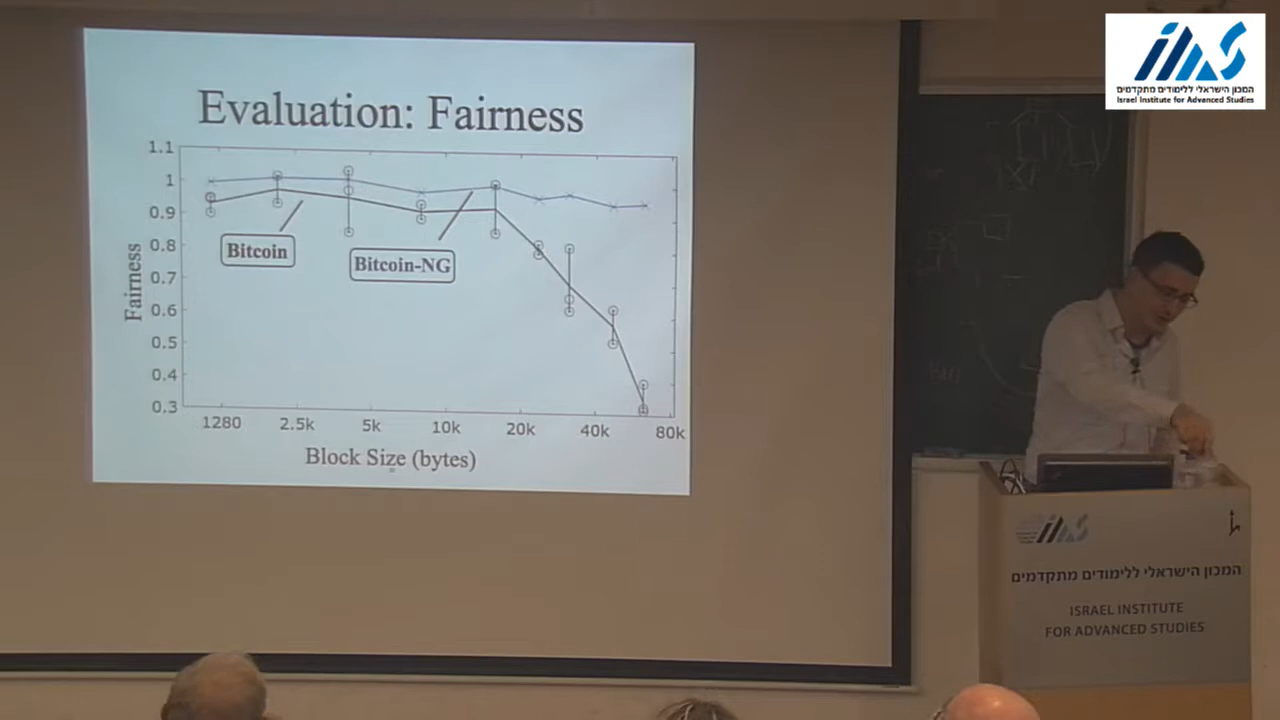 Evaluation: Fairness
1.1
1
0.9
0.8
0.7
0.6
0.5
0.4
0.3
Fairness
Bitcoin
Bitcoin-NG
1280 2.5k 5k 10k 20k 40k 80k
Block Size (bytes)
המכון הישראלי ללימודים מתקדמים
Israel Institute for Advanced Studies
המכון הישראלי ללימודים מתקדמים
ISRAEL INSTITUTE
FOR ADVANCED STUDIES